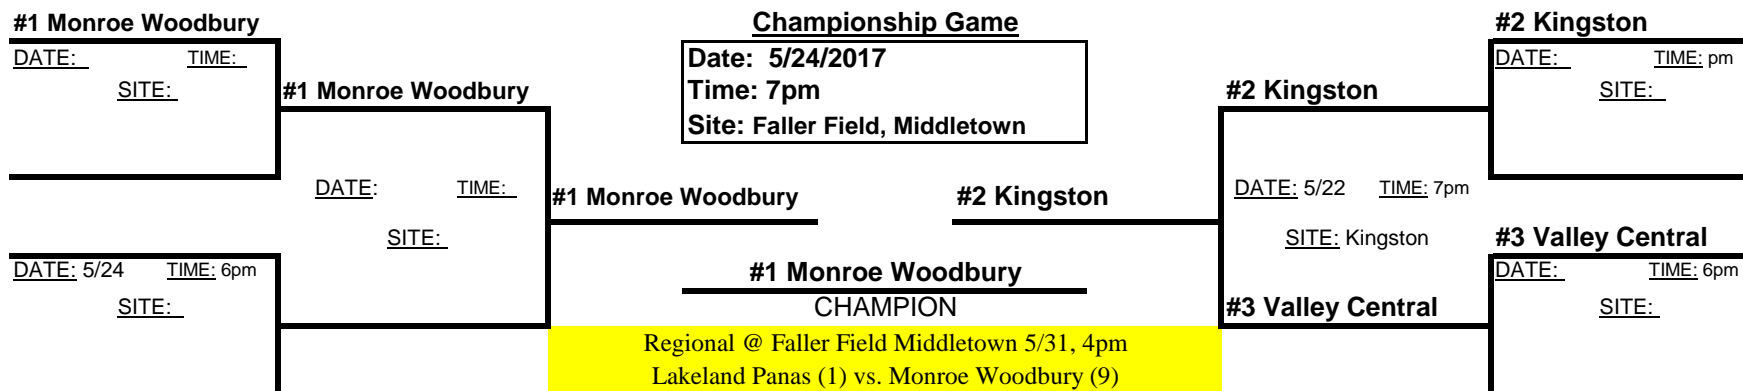 #1 Monroe Woodbury
Championship Game
#2 Kingston
DATE: TIME:
Date: 5/24/2017
DATE: TIME: pm
SITE:
#1 Monroe Woodbury
Time: 7pm
#2 Kingston
SITE:
Site: Faller Field, Middletown
DATE: TIME:
#1 Monroe Woodbury
#2 Kingston
DATE: 5/22 TIME: 7pm
SITE:
SITE: Kingston
#3 Valley Central
DATE: 5/24 TIME: 6pm
#1 Monroe Woodbury
DATE: TIME: 6pm
SITE:
CHAMPION
#3 Valley Central
SITE:
Regional @ Faller Field Middletown 5/31, 4pm
Lakeland Panas (1) vs. Monroe Woodbury (9)